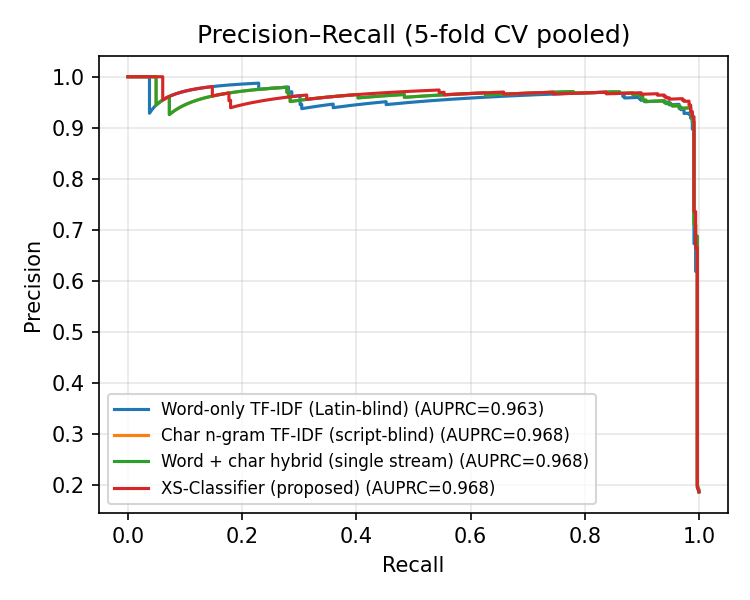 Precision–Recall (5-fold CV pooled)
1.0
0.9
0.8
0.7
0.6
0.5
0.4
0.3
0.2
Precision
Word-only TF-IDF (Latin-blind) (AUPRC=0.963)
Char n-gram TF-IDF (script-blind) (AUPRC=0.968)
Word + char hybrid (single stream) (AUPRC=0.968)
XS-Classifier (proposed) (AUPRC=0.968)
0.0 0.2 0.4 0.6 0.8 1.0
Recall